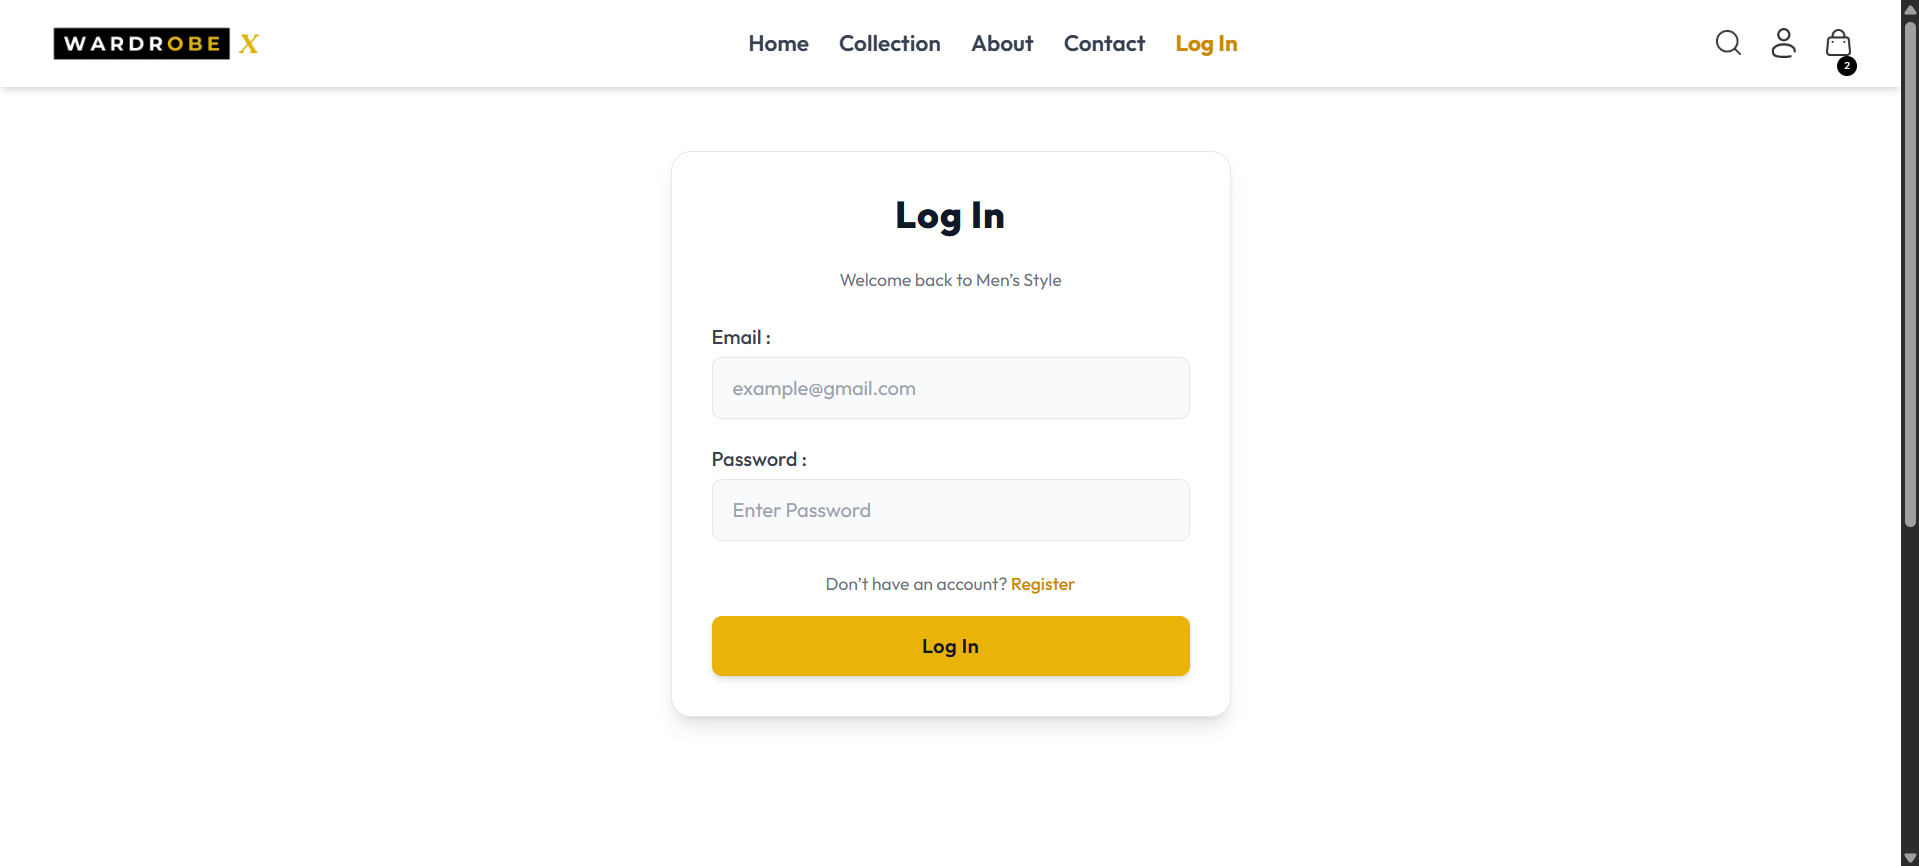 WARDROBE X
Home Collection About Contact Log In
2
Log In
Welcome back to Men's Style
Email :
example@gmail.com
Password :
Enter Password
Don't have an account? Register
Log In